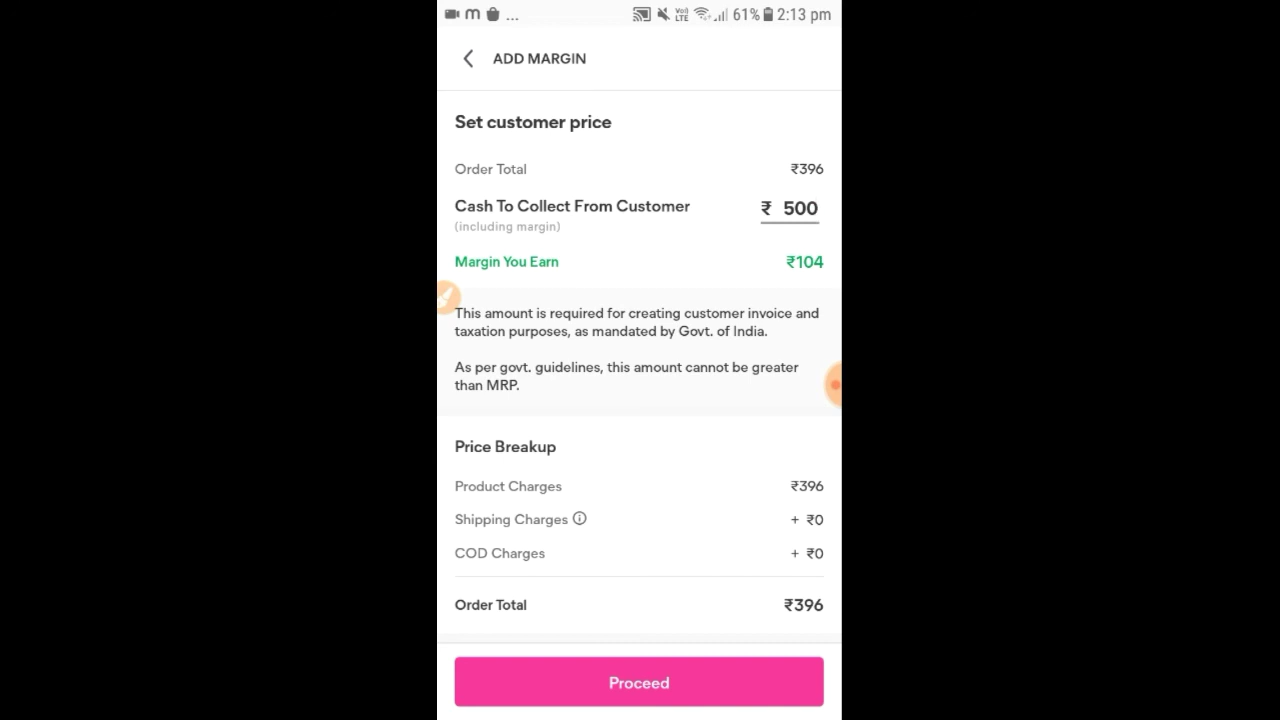 m ... VoLTE 61% 2:13 pm
ADD MARGIN
Set customer price
Order Total ₹396
Cash To Collect From Customer ₹ 500
(including margin)
Margin You Earn ₹104
This amount is required for creating customer invoice and
taxation purposes, as mandated by Govt. of India.
As per govt. guidelines, this amount cannot be greater
than MRP.
Price Breakup
Product Charges ₹396
Shipping Charges + ₹0
COD Charges + ₹0
Order Total ₹396
Proceed